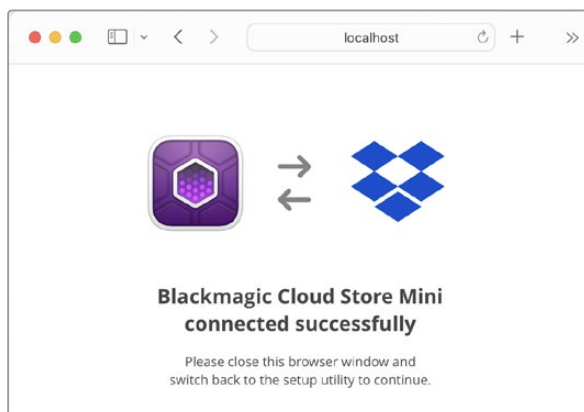 localhost
Blackmagic Cloud Store Mini
connected successfully
Please close this browser window and
switch back to the setup utility to continue.